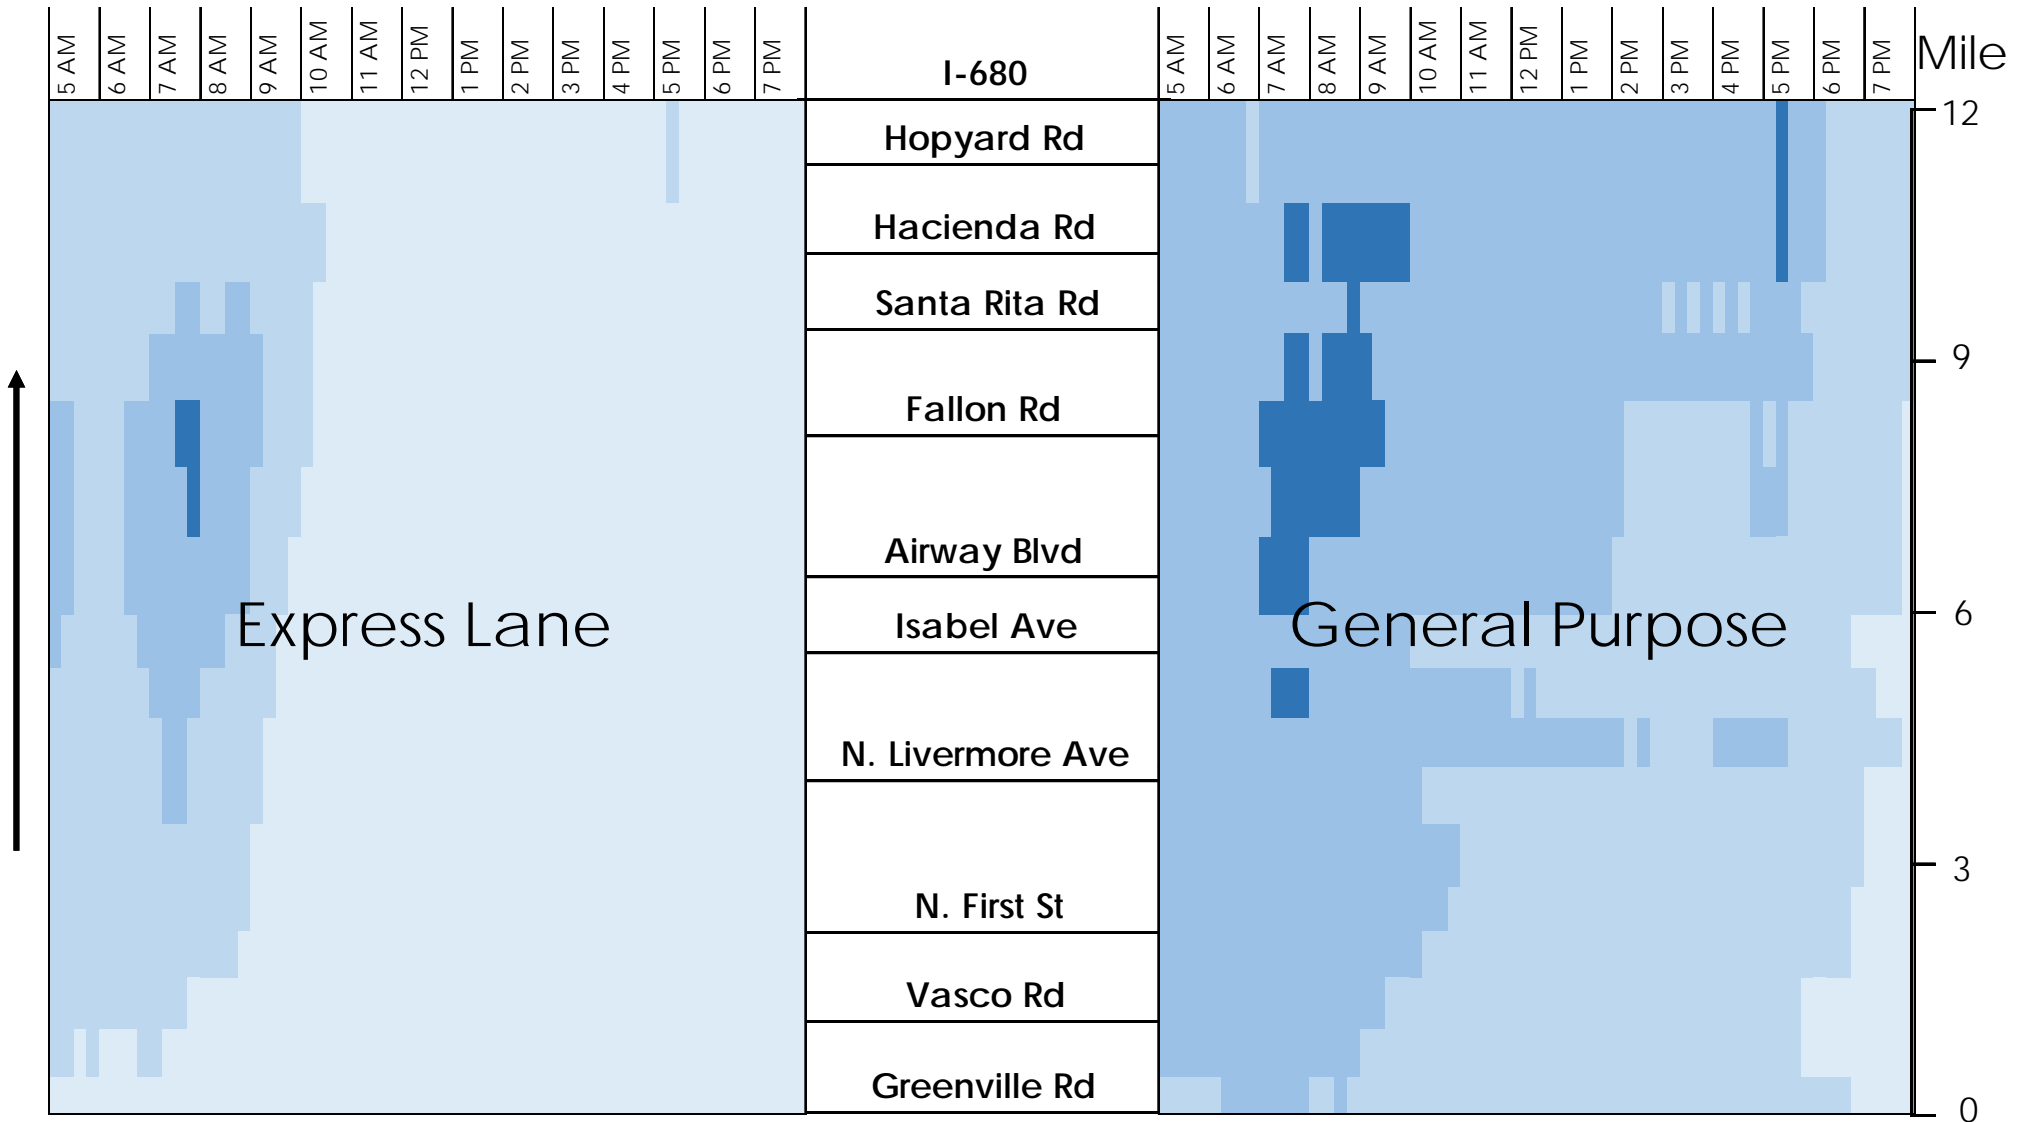 5 AM
6 AM
7 AM
8 AM
9 AM
10 AM
11 AM
12 PM
1 PM
2 PM
3 PM
4 PM
5 PM
6 PM
7 PM
I-680
5 AM
6 AM
7 AM
8 AM
9 AM
10 AM
11 AM
12 PM
1 PM
2 PM
3 PM
4 PM
5 PM
6 PM
7 PM
Mile
Hopyard Rd
Hacienda Rd
Santa Rita Rd
Fallon Rd
Airway Blvd
Isabel Ave
N. Livermore Ave
N. First St
Vasco Rd
Greenville Rd
Express Lane
General Purpose
12
9
6
3
0